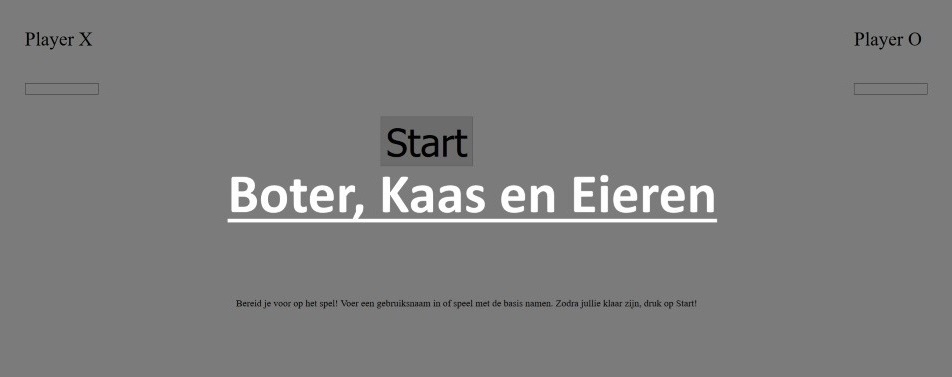 Player X
Player O
Start
Boter, Kaas en Eieren
Bereid je voor op het spel! Voer een gebruiksnaam in of speel met de basis namen. Zodra jullie klaar zijn, druk op Start!